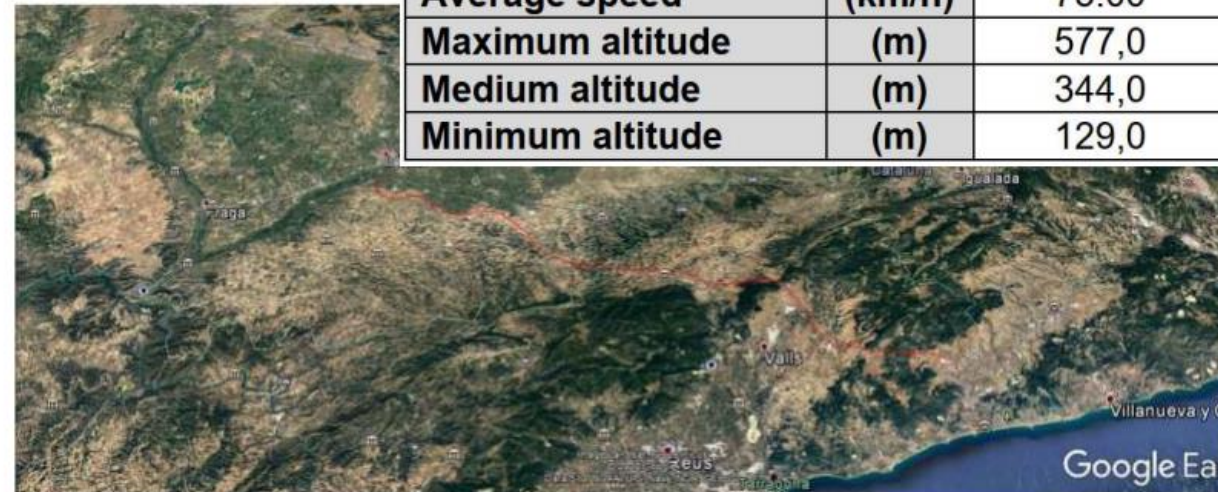 Average speed (km/h)
Maximum altitude (m) 577,0
Medium altitude (m) 344,0
Minimum altitude (m) 129,0
Igualada
Fraga
Valls
Villanueva y
Reus
Tarragona
Google Ea